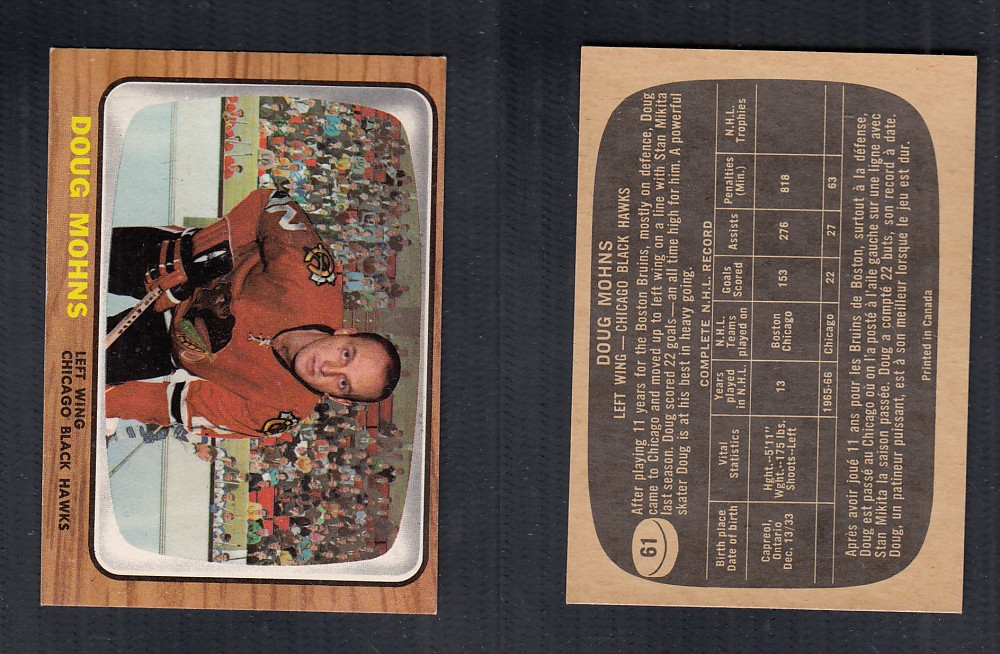 DOUG MOHNS
LEFT WING
CHICAGO BLACK HAWKS
61
DOUG MOHNS
LEFT WING—CHICAGO BLACK HAWKS
After playing 11 years for the Boston Bruins, mostly on defence, Doug
came to Chicago and moved up to left wing on a line with Stan Mikita
last season. Doug scored 22 goals—an all time high for him. A powerful
skater Doug is at his best in heavy going.
COMPLETE N.H.L. RECORD
Birth place
Date of birth
Vital
Statistics
Years
played
in N.H.L.
N.H.L.
Teams
played on
Goals
Scored
Assists
Penalties
(Min.)
N.H.L.
Trophies
Capreol,
Ontario
Dec. 13/33
Hght.--5'11"
Wght.--175 lbs.
Shoots--Left
13
Boston
Chicago
153
276
818
1965-66 Chicago 22 27 63
Après avoir joué 11 ans pour les Bruins de Boston, surtout à la défense,
Doug est passé au Chicago où on l'a posté à l'aile gauche sur une ligne avec
Stan Mikita la saison passée. Doug a compté 22 buts, son record à date.
Doug, un patineur puissant, est à son meilleur lorsque le jeu est dur.
Printed in Canada